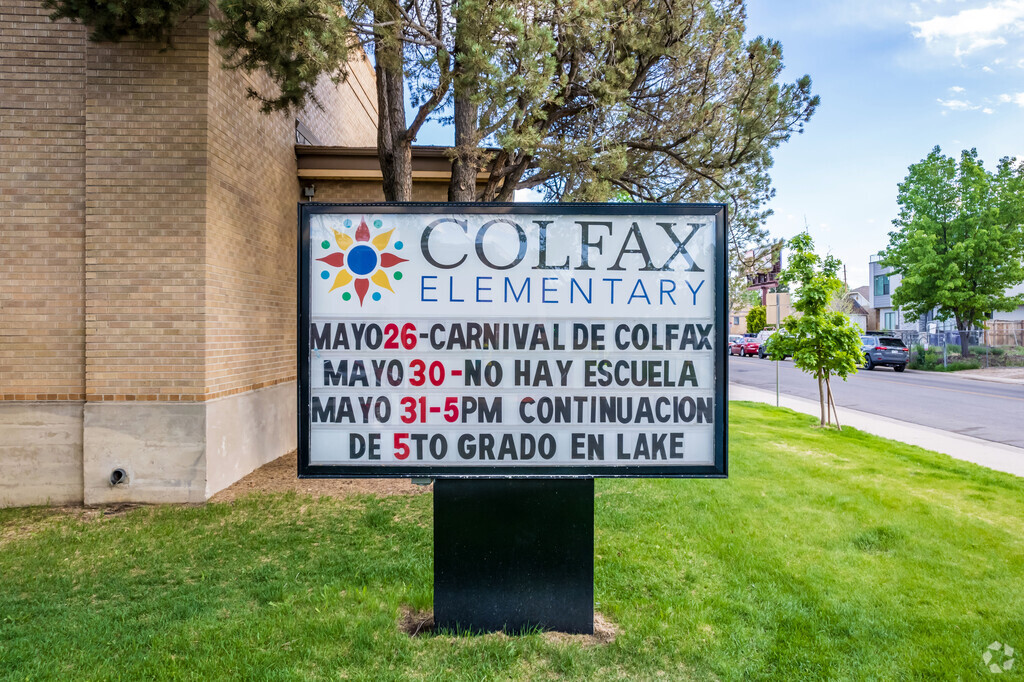 COLFAX
ELEMENTARY
MAYO26-CARNIVAL DE COLFAX
MAYO 30-NO HAY ESCUELA
MAYO 31-5PM CONTINUACION
DE 5TO GRADO EN LAKE